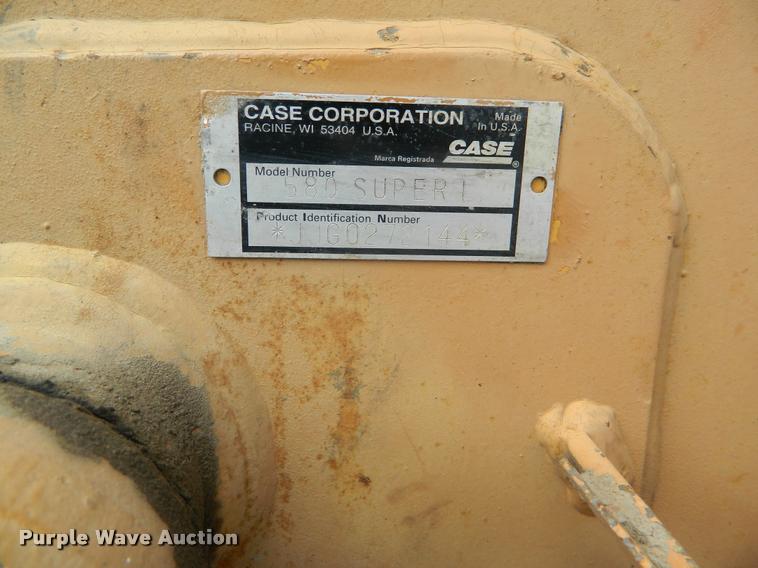 CASE CORPORATION
RACINE, WI 53404 U.S.A.
Made
In U.S.A.
CASE
®
Marca Registrada
Model Number
580 SUPER L
Product Identification Number
Purple Wave Auction